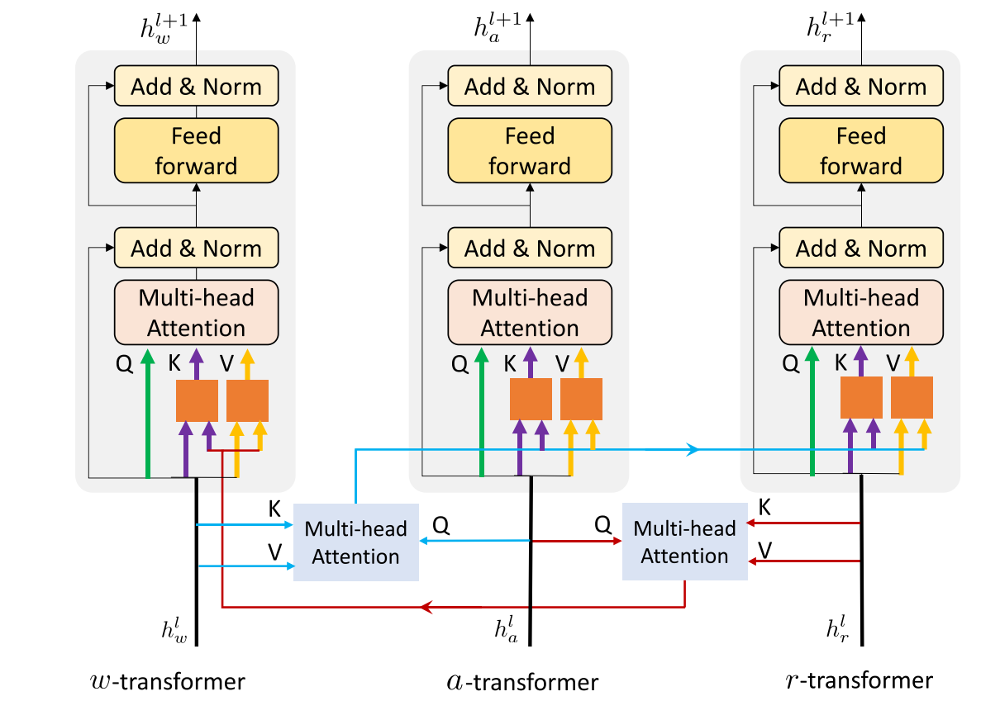 h_w^{l+1}
h_a^{l+1}
h_r^{l+1}
Add & Norm
Add & Norm
Add & Norm
Feed
forward
Feed
forward
Feed
forward
Add & Norm
Add & Norm
Add & Norm
Multi-head
Attention
Multi-head
Attention
Multi-head
Attention
Q K V
Q K V
Q K V
K
V
Multi-head
Attention
Q
Q
Multi-head
Attention
K
V
h_w^l
h_a^l
h_r^l
w-transformer
a-transformer
r-transformer